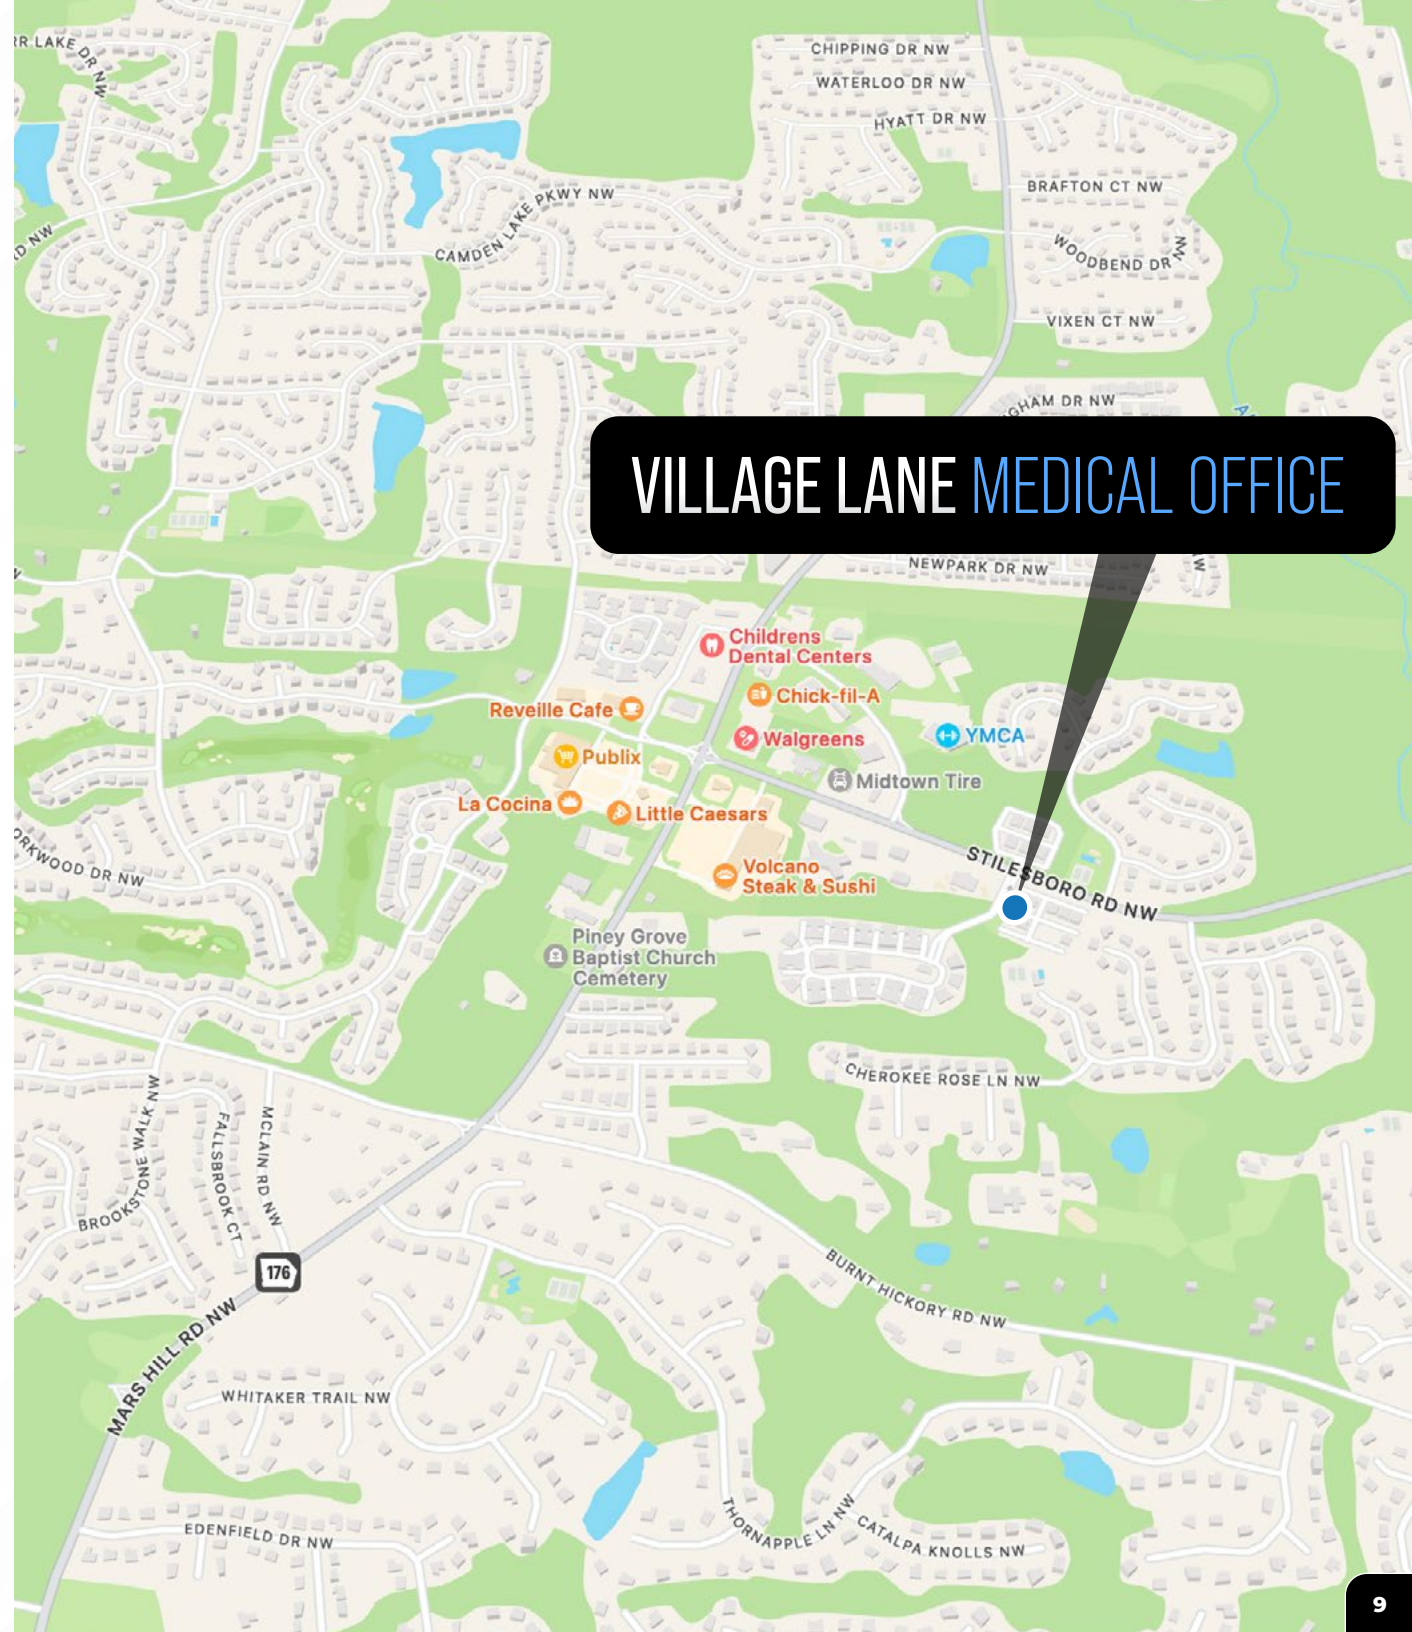 RR LAKE DR NW
CHIPPING DR NW
WATERLOO DR NW
HYATT DR NW
BRAFTON CT NW
CAMDEN LAKE PKWY NW
RD NW
WOODBEND DR NW
VIXEN CT NW
GHAM DR NW
VILLAGE LANE MEDICAL OFFICE
NEWPARK DR NW
W
Childrens
Dental Centers
Chick-fil-A
Reveille Cafe
Walgreens
YMCA
Publix
Midtown Tire
La Cocina
Little Caesars
Volcano
Steak & Sushi
STILESBORO RD NW
ORKWOOD DR NW
Piney Grove
Baptist Church
Cemetery
CHEROKEE ROSE LN NW
BROOKSTONE WALK NW
FALLSBROOK CT
MCLAIN RD NW
176
MARS HILL RD NW
BURNT HICKORY RD NW
WHITAKER TRAIL NW
EDENFIELD DR NW
THORNAPPLE LN NW
CATALPA KNOLLS NW
9